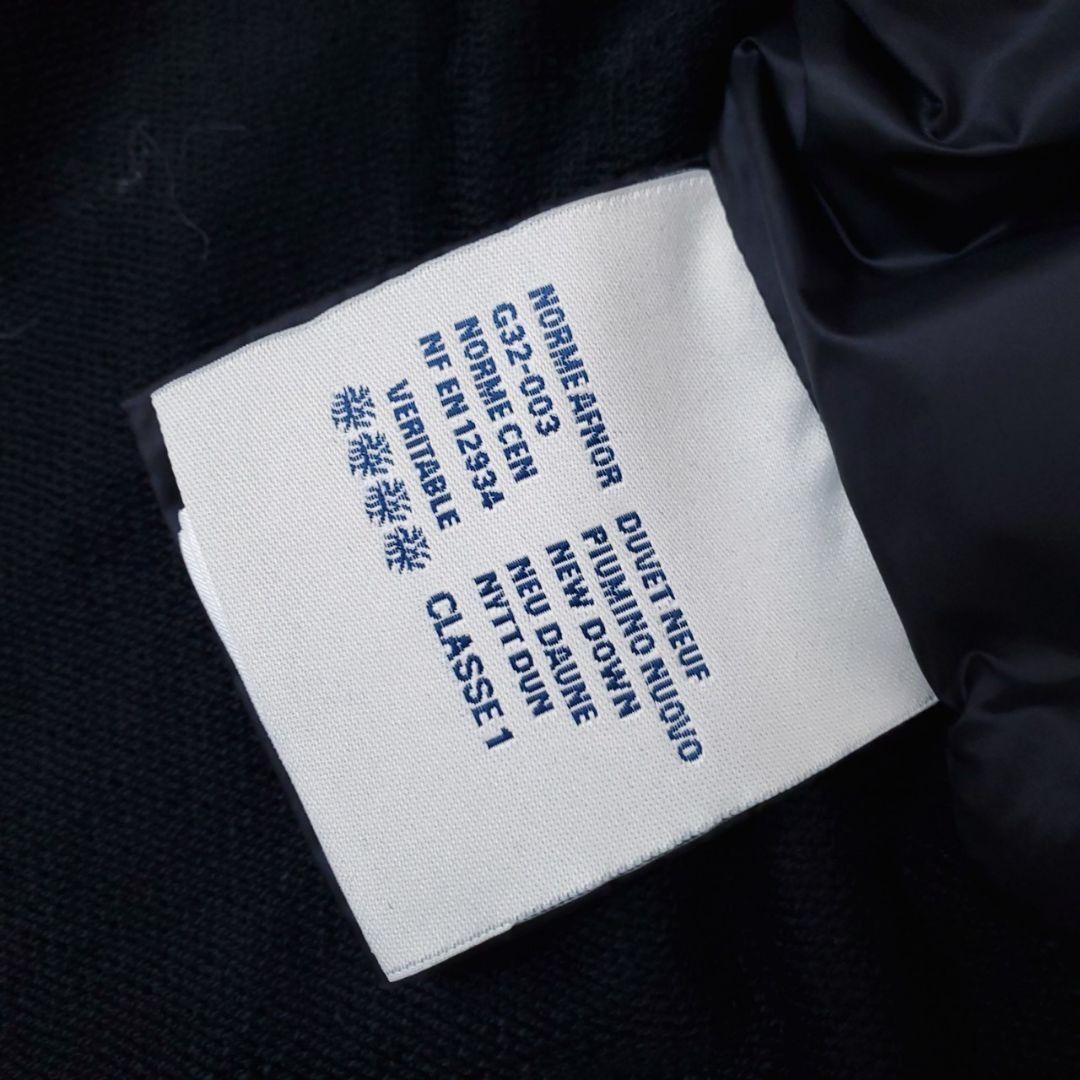 NORME AFNOR
G32-003
NORME CEN
NF EN 12934
VERITABLE
DUVET NEUF
PIUMINO NUOVO
NEW DOWN
NEU DAUNE
NYTT DUN
CLASSE 1